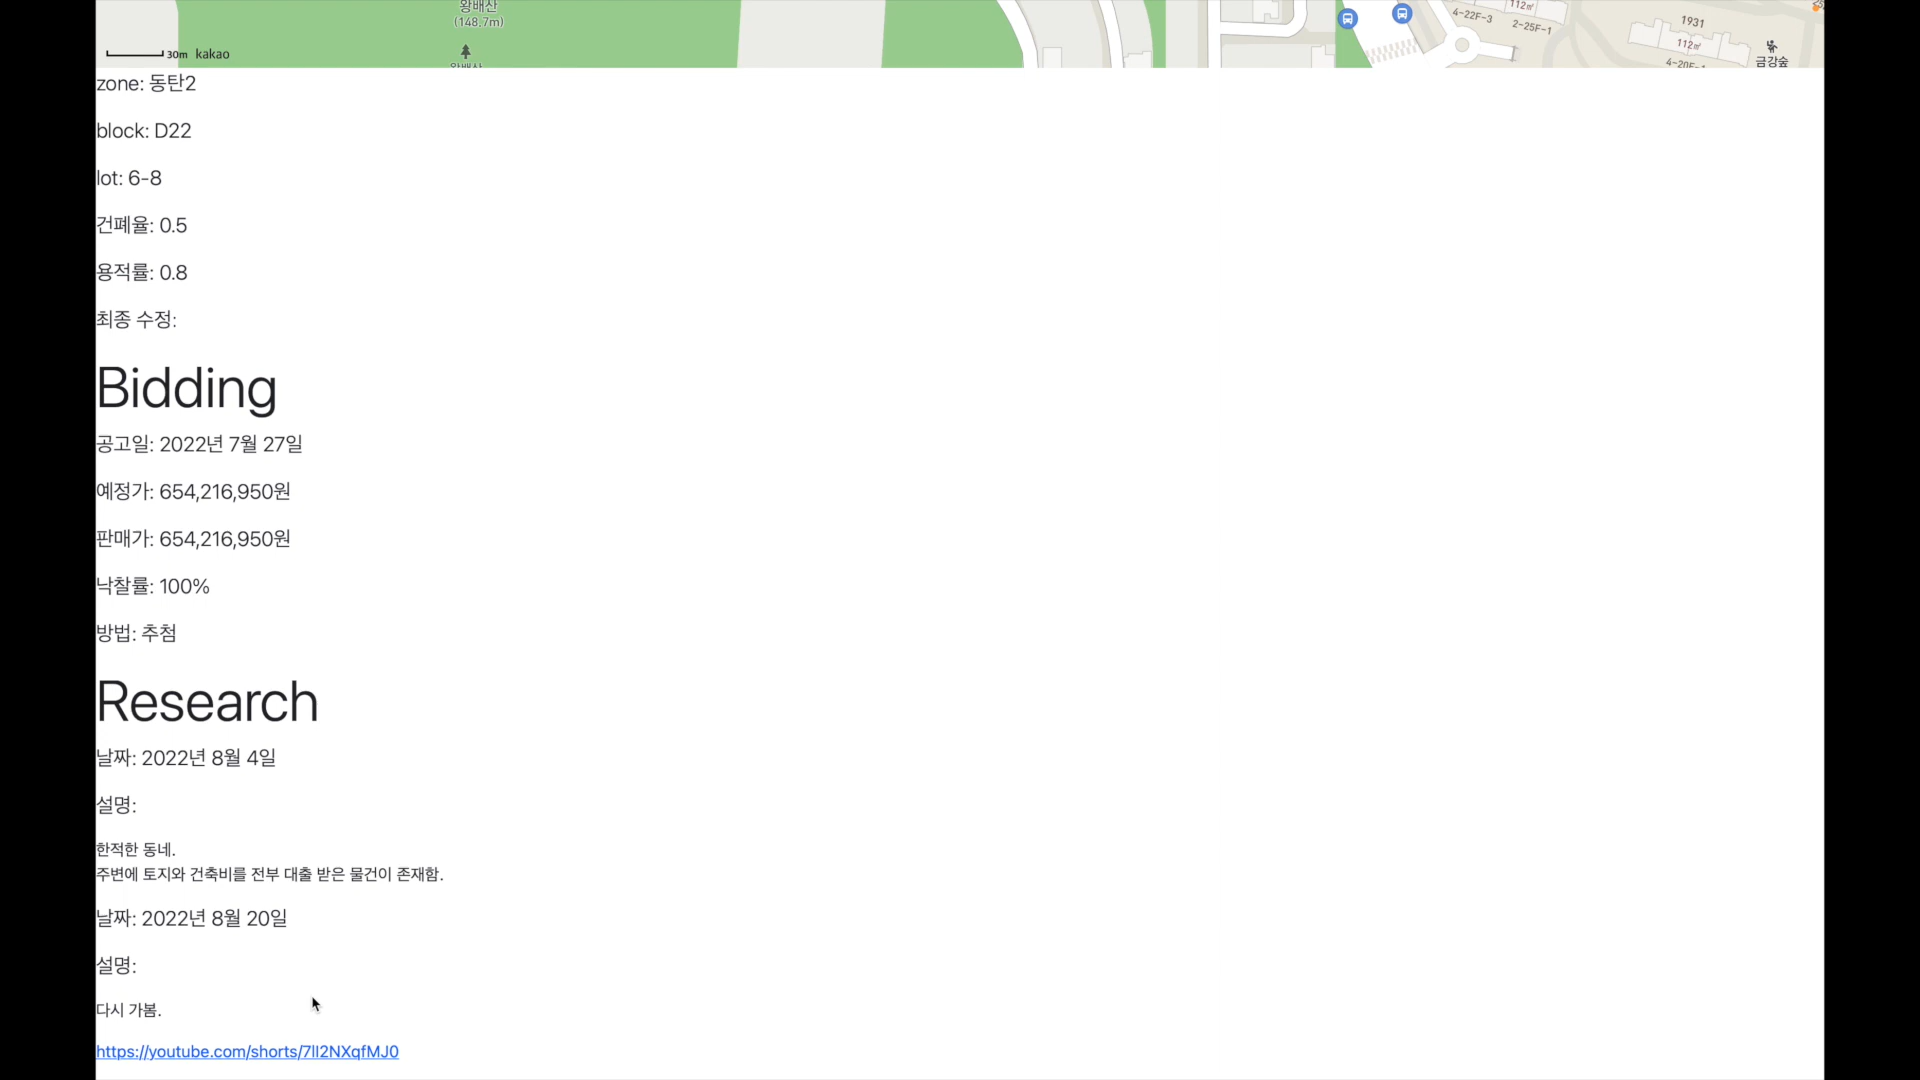 왕배산
(148.7m)
4-22F-3
112㎡
2-25F-1
1931
112㎡
금강숲
30m kakao
zone: 동탄2
block: D22
lot: 6-8
건폐율: 0.5
용적률: 0.8
최종 수정:
Bidding
공고일: 2022년 7월 27일
예정가: 654,216,950원
판매가: 654,216,950원
낙찰률: 100%
방법: 추첨
Research
날짜: 2022년 8월 4일
설명:
한적한 동네.
주변에 토지와 건축비를 전부 대출 받은 물건이 존재함.
날짜: 2022년 8월 20일
설명:
다시 가봄.